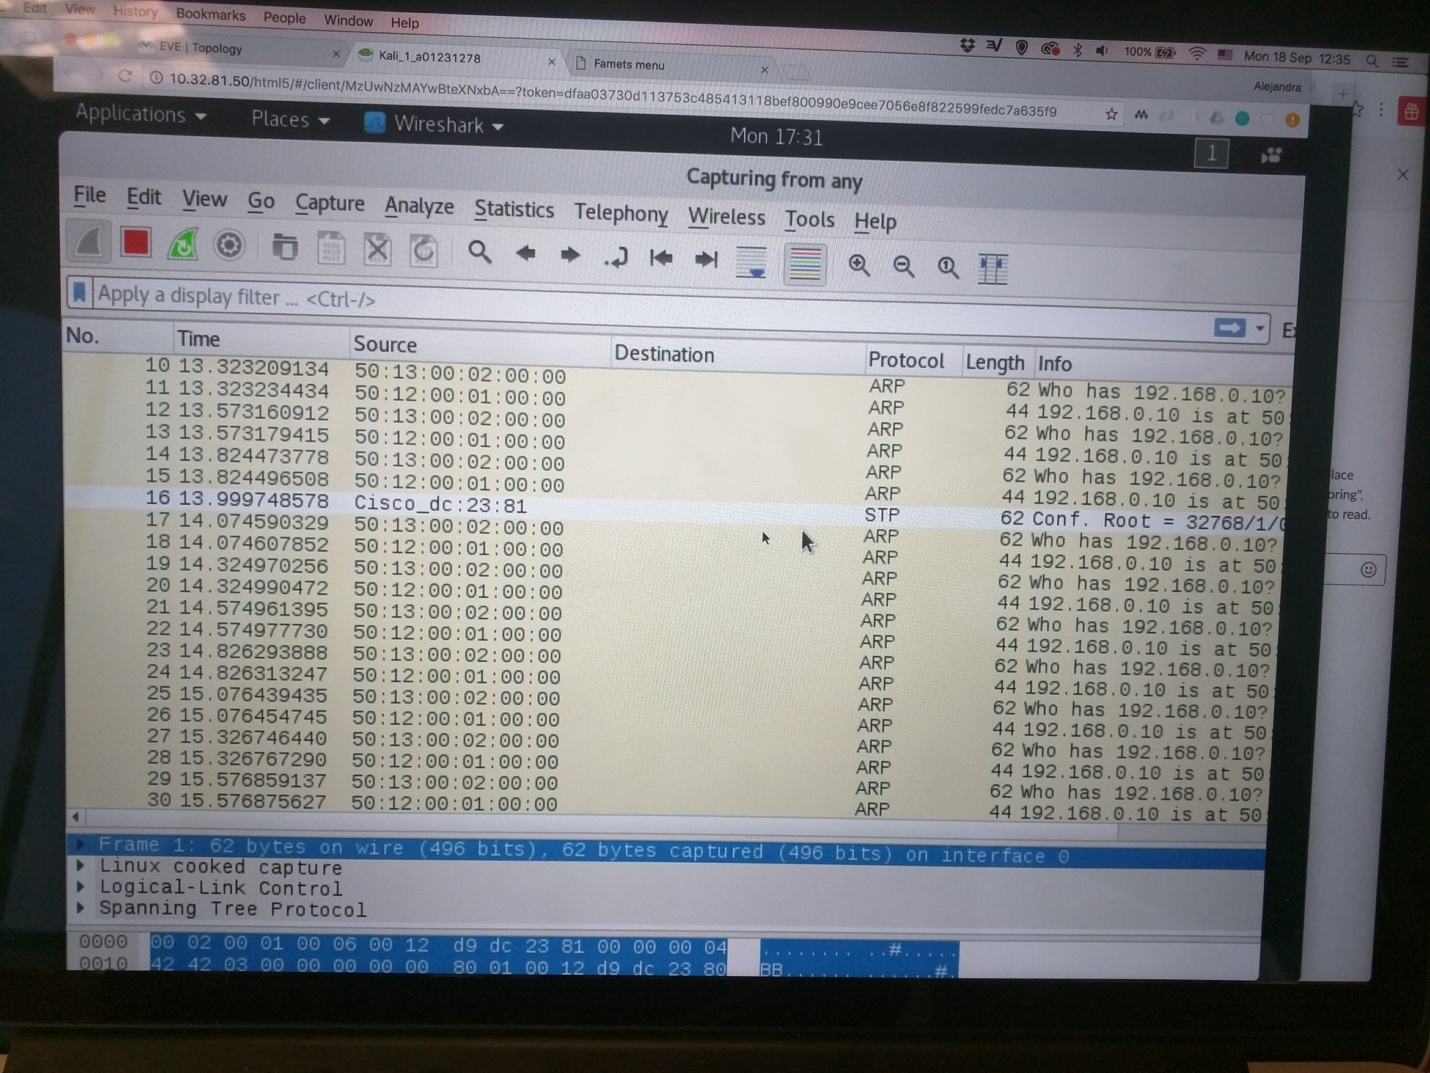 Edit View History Bookmarks People Window Help 100% Mon 18 Sep 12:35
EVE | Topology Kali_1_a01231278 Famets menu
Alejandra
10.32.81.50/html5/#/client/MzUwNzMAYwBteXNxbA==?token=dfaa03730d113753c485413118bef800990e9cee7056e8f822599fedc7a635f9
Applications Places Wireshark Mon 17:31 1
Capturing from any
File Edit View Go Capture Analyze Statistics Telephony Wireless Tools Help
Apply a display filter ... <Ctrl-/>
No. Time Source Destination Protocol Length Info
10 13.323209134 50:13:00:02:00:00 ARP 62 Who has 192.168.0.10?
11 13.323234434 50:12:00:01:00:00 ARP 44 192.168.0.10 is at 50:
12 13.573160912 50:13:00:02:00:00 ARP 62 Who has 192.168.0.10?
13 13.573179415 50:12:00:01:00:00 ARP 44 192.168.0.10 is at 50
14 13.824473778 50:13:00:02:00:00 ARP 62 Who has 192.168.0.10?
15 13.824496508 50:12:00:01:00:00 ARP 44 192.168.0.10 is at 50
16 13.999748578 Cisco_dc:23:81 STP 62 Conf. Root = 32768/1/0
17 14.074590329 50:13:00:02:00:00 ARP 62 Who has 192.168.0.10?
18 14.074607852 50:12:00:01:00:00 ARP 44 192.168.0.10 is at 50
19 14.324970256 50:13:00:02:00:00 ARP 62 Who has 192.168.0.10?
20 14.324990472 50:12:00:01:00:00 ARP 44 192.168.0.10 is at 50
21 14.574961395 50:13:00:02:00:00 ARP 62 Who has 192.168.0.10?
22 14.574977730 50:12:00:01:00:00 ARP 44 192.168.0.10 is at 50
23 14.826293888 50:13:00:02:00:00 ARP 62 Who has 192.168.0.10?
24 14.826313247 50:12:00:01:00:00 ARP 44 192.168.0.10 is at 50
25 15.076439435 50:13:00:02:00:00 ARP 62 Who has 192.168.0.10?
26 15.076454745 50:12:00:01:00:00 ARP 44 192.168.0.10 is at 50
27 15.326746440 50:13:00:02:00:00 ARP 62 Who has 192.168.0.10?
28 15.326767290 50:12:00:01:00:00 ARP 44 192.168.0.10 is at 50
29 15.576859137 50:13:00:02:00:00 ARP 62 Who has 192.168.0.10?
30 15.576875627 50:12:00:01:00:00 ARP 44 192.168.0.10 is at 50
to read.
Frame 1: 62 bytes on wire (496 bits), 62 bytes captured (496 bits) on interface 0
Linux cooked capture
Logical-Link Control
Spanning Tree Protocol
0000 00 02 00 01 00 06 00 12 d9 dc 23 81 00 00 00 04 ........ ..#.....
0010 42 42 03 00 00 00 00 00 80 01 00 12 d9 dc 23 80 BB...... ......#.